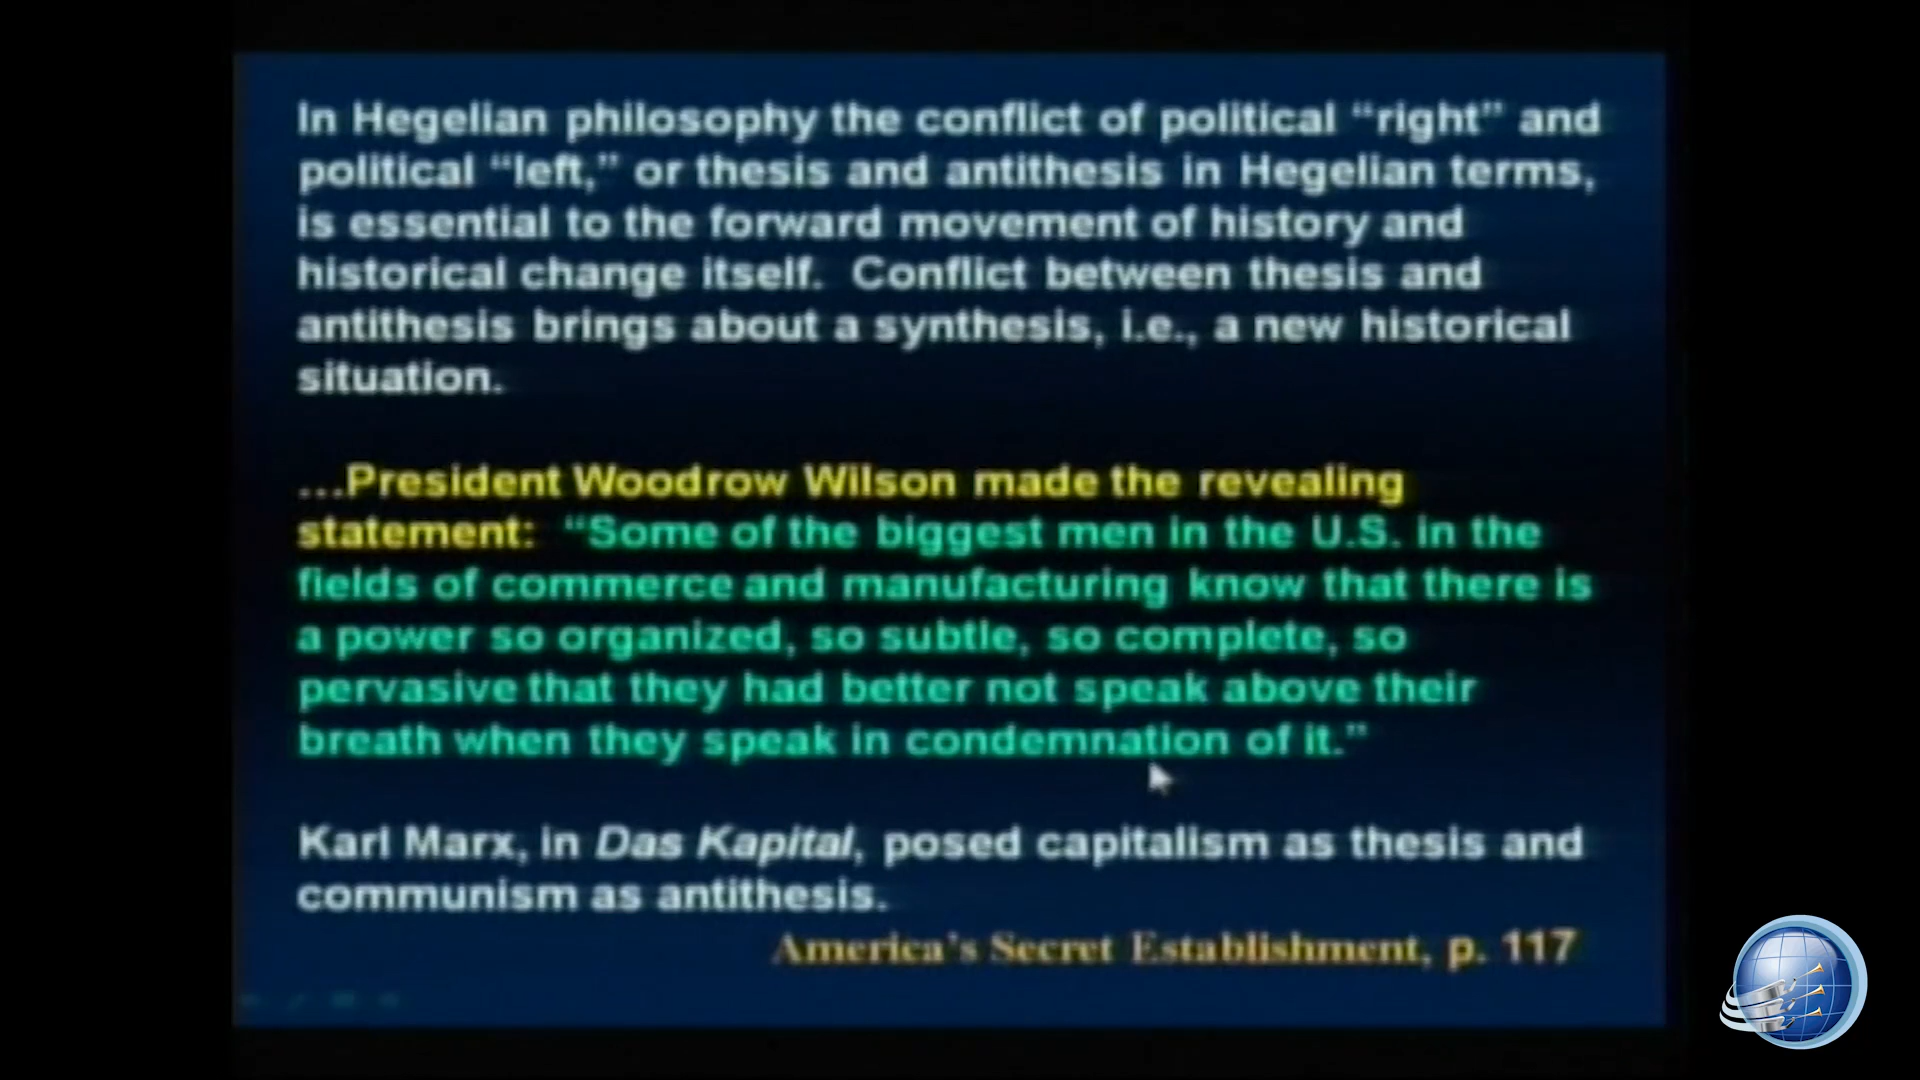 In Hegelian philosophy the conflict of political “right” and
political “left,” or thesis and antithesis in Hegelian terms,
is essential to the forward movement of history and
historical change itself.  Conflict between thesis and
antithesis brings about a synthesis, i.e., a new historical
situation.
…President Woodrow Wilson made the revealing
statement:  “Some of the biggest men in the U.S. in the
fields of commerce and manufacturing know that there is
a power so organized, so subtle, so complete, so
pervasive that they had better not speak above their
breath when they speak in condemnation of it.”
Karl Marx, in Das Kapital, posed capitalism as thesis and
communism as antithesis.
America’s Secret Establishment, p. 117